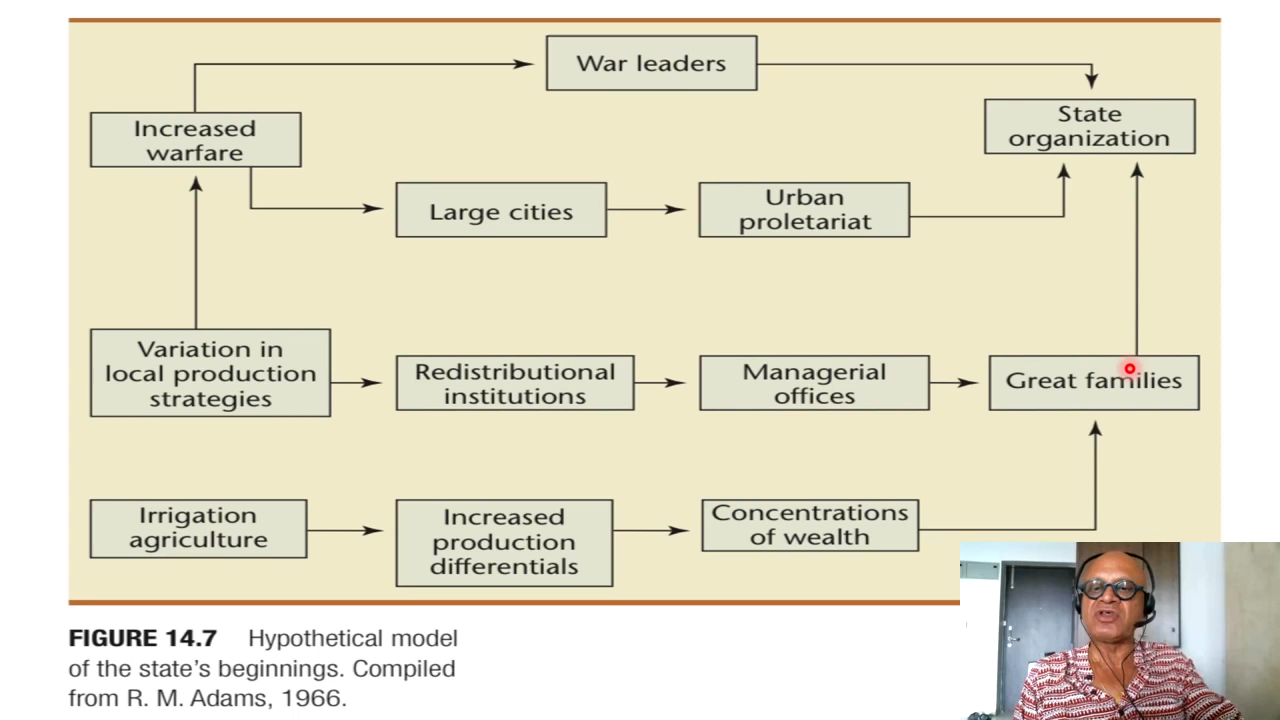 War leaders
Increased
warfare
State
organization
Large cities
Urban
proletariat
Variation in
local production
strategies
Redistributional
institutions
Managerial
offices
Great families
Irrigation
agriculture
Increased
production
differentials
Concentrations
of wealth
FIGURE 14.7 Hypothetical model
of the state's beginnings. Compiled
from R. M. Adams, 1966.